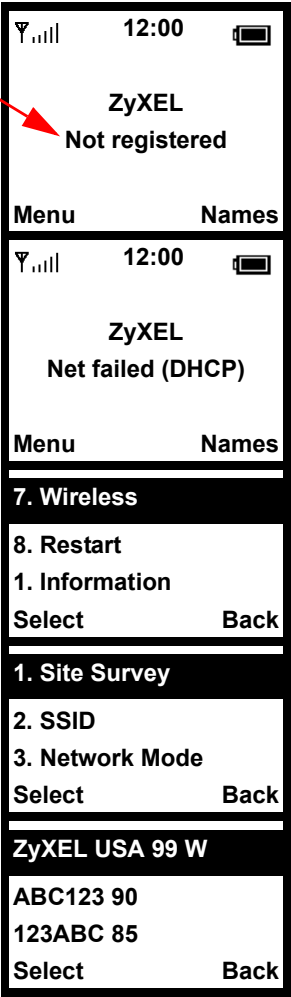 12:00
ZyXEL
Not registered
Menu Names
12:00
ZyXEL
Net failed (DHCP)
Menu Names
7. Wireless
8. Restart
1. Information
Select Back
1. Site Survey
2. SSID
3. Network Mode
Select Back
ZyXEL USA 99 W
ABC123 90
123ABC 85
Select Back